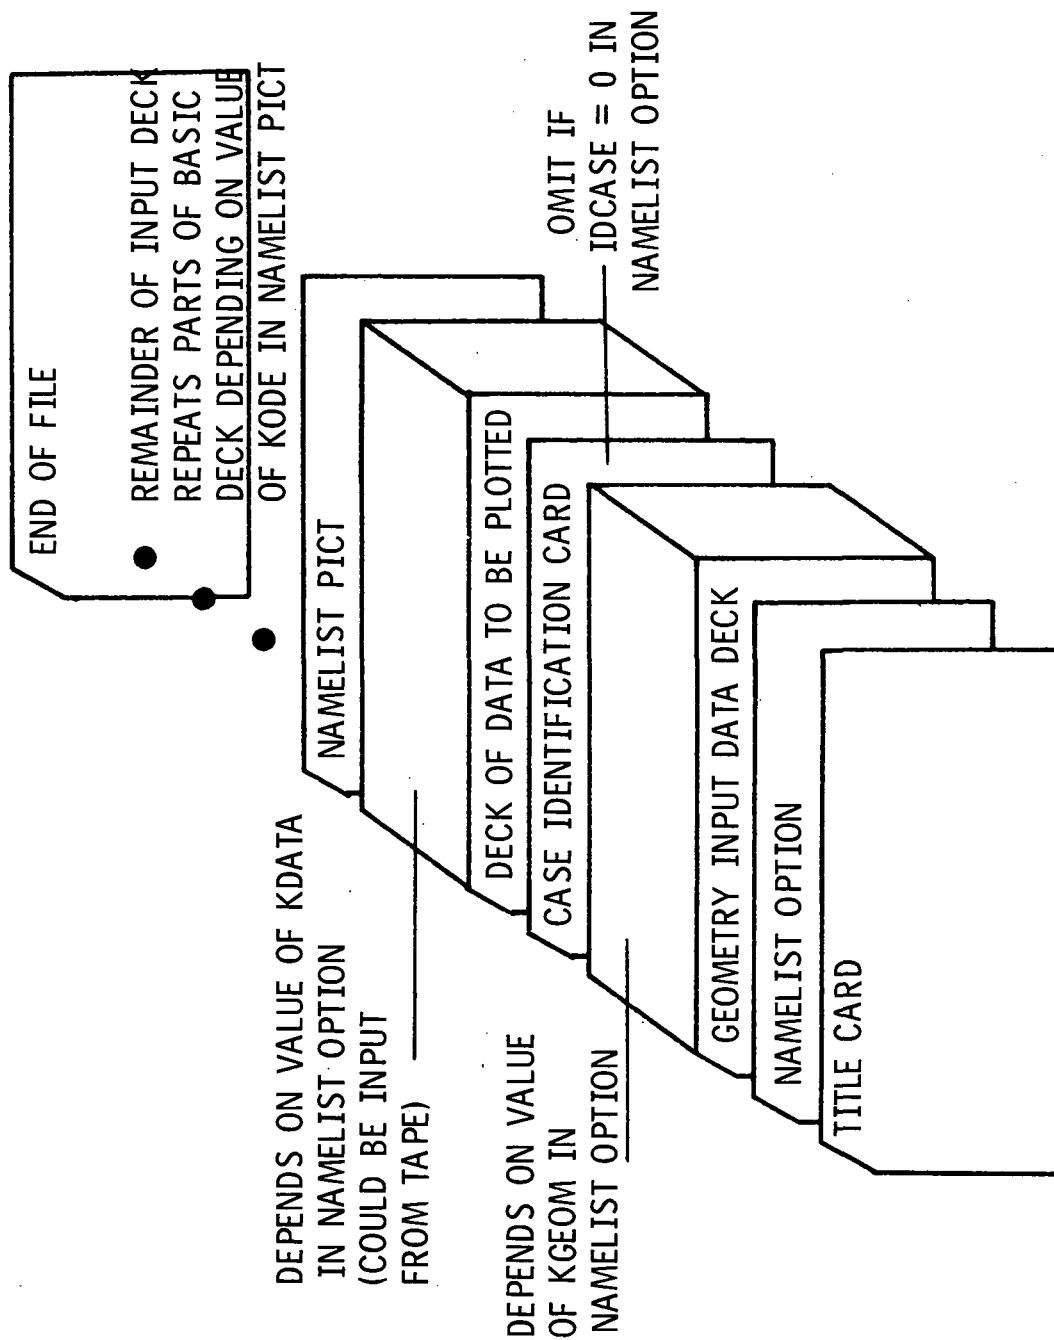 END OF FILE
REMAINDER OF INPUT DECK
REPEATS PARTS OF BASIC
DECK DEPENDING ON VALUE
OF KODE IN NAMELIST PICT
NAMELIST PICT
DEPENDS ON VALUE OF KDATA
IN NAMELIST OPTION
(COULD BE INPUT
FROM TAPE)
DECK OF DATA TO BE PLOTTED
CASE IDENTIFICATION CARD
OMIT IF
IDCASE = 0 IN
NAMELIST OPTION
DEPENDS ON VALUE
OF KGEOM IN
NAMELIST OPTION
GEOMETRY INPUT DATA DECK
NAMELIST OPTION
TITLE CARD